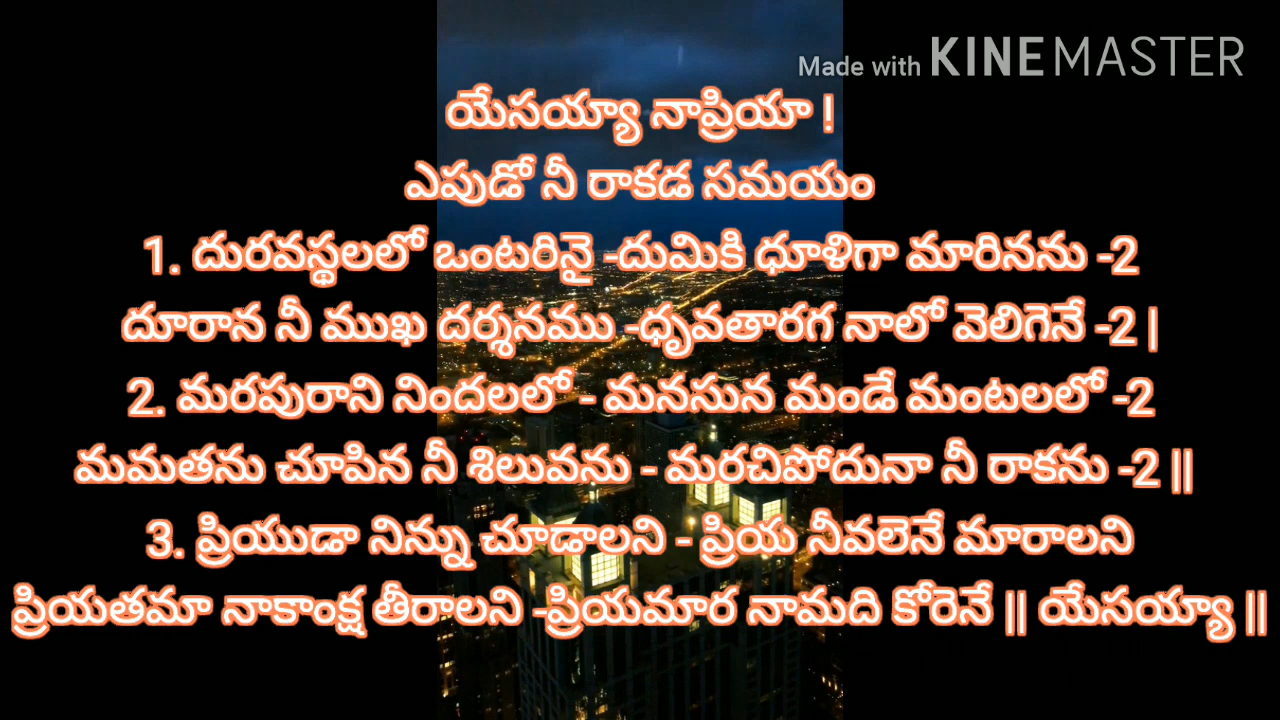 Made with KINEMASTER
యేసయ్యా నాప్రియా !
ఎపుడో నీ రాకడ సమయం
1. దురవస్థలలో ఒంటరినై -దుమికి ధూళిగా మారినను -2
దూరాన నీ ముఖ దర్శనము -ధృవతారగ నాలో వెలిగెనే -2 |
2. మరపురాని నిందలలో - మనసున మండే మంటలలో -2
మమతను చూపిన నీ శిలువను - మరచిపోదునా నీ రాకను -2 ||
3. ప్రియుడా నిన్ను చూడాలని - ప్రియ నీవలెనే మారాలని
ప్రియతమా నాకాంక్ష తీరాలని -ప్రియమార నామది కోరెనే || యేసయ్యా ||